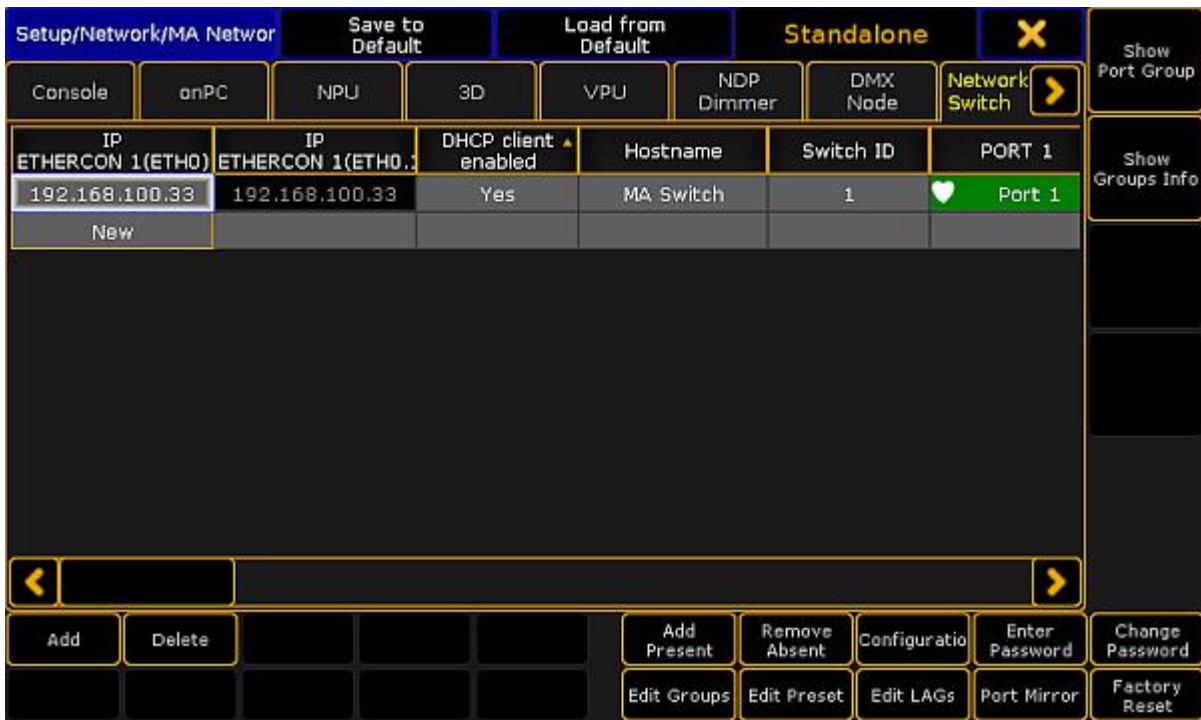 Setup/Network/MA Networ
Save to
Default
Load from
Default
Standalone
Show
Port Group
Console
onPC
NPU
3D
VPU
NDP
Dimmer
DMX
Node
Network
Switch
IP
ETHERCON 1(ETH0)
IP
ETHERCON 1(ETH0.1
DHCP client
enabled
Hostname
Switch ID
PORT 1
Show
Groups Info
192.168.100.33
192.168.100.33
Yes
MA Switch
1
Port 1
New
Add
Delete
Add
Present
Remove
Absent
Configuratio
Enter
Password
Change
Password
Edit Groups
Edit Preset
Edit LAGs
Port Mirror
Factory
Reset